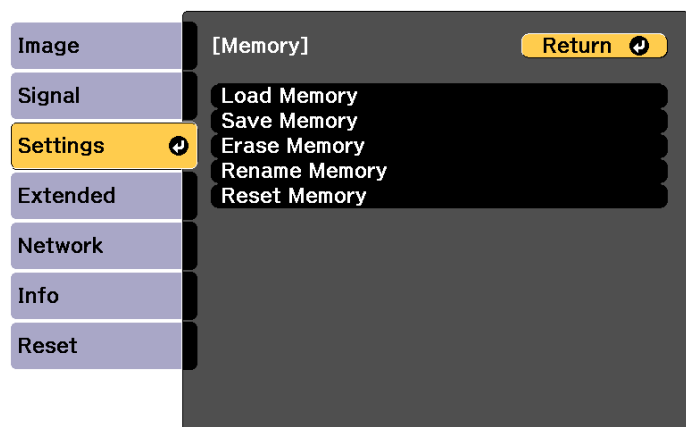 Image
Signal
Settings
Extended
Network
Info
Reset
[Memory]
Return
Load Memory
Save Memory
Erase Memory
Rename Memory
Reset Memory